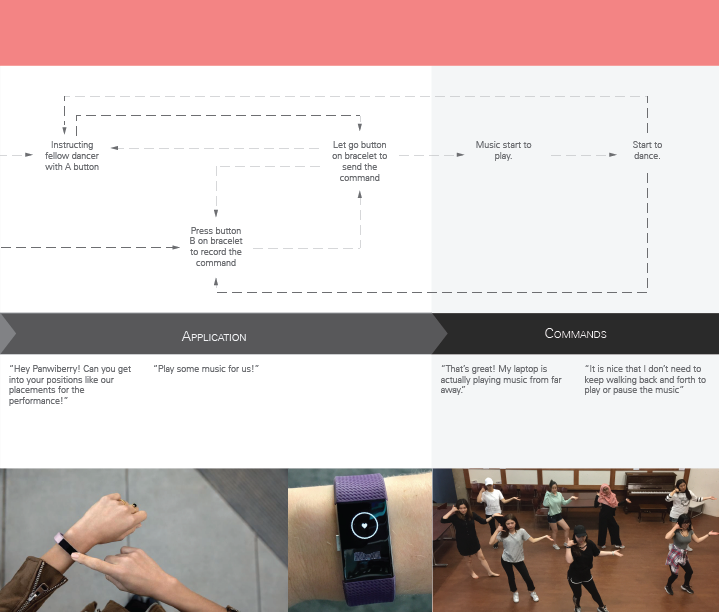 Instructing
fellow dancer
with A button
Let go button
on bracelet to
send the
command
Music start to
play.
Start to
dance.
Press button
B on bracelet
to record the
command
Application
Commands
“Hey Panwiberry! Can you get
into your positions like our
placements for the
performance!”
“Play some music for us!”
“That’s great! My laptop is
actually playing music from far
away.”
“It is nice that I don’t need to
keep walking back and forth to
play or pause the music”